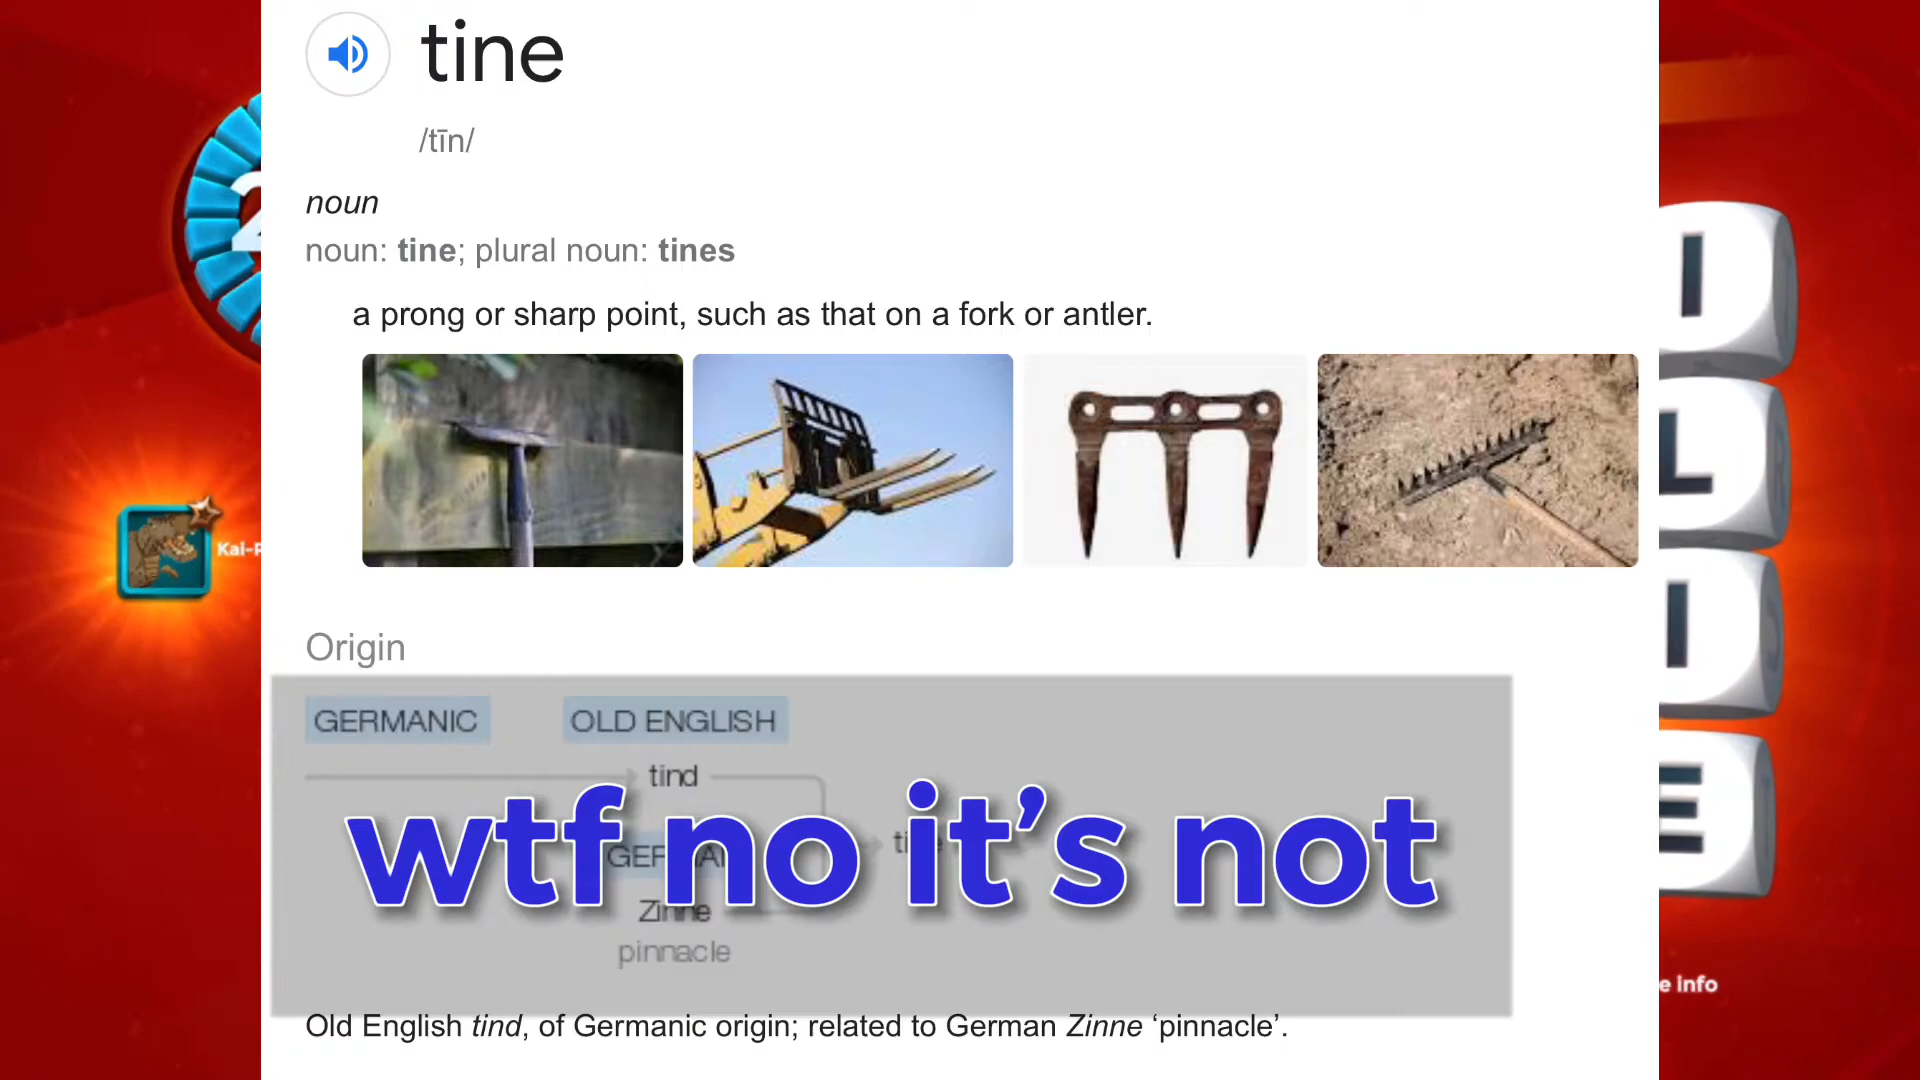 tine
/tīn/
noun
noun: tine; plural noun: tines
a prong or sharp point, such as that on a fork or antler.
I
L
I
E
Origin
GERMANIC OLD ENGLISH
tind
wtf no it's not
Zinne
pinnacle
e info
Old English tind, of Germanic origin; related to German Zinne ‘pinnacle’.